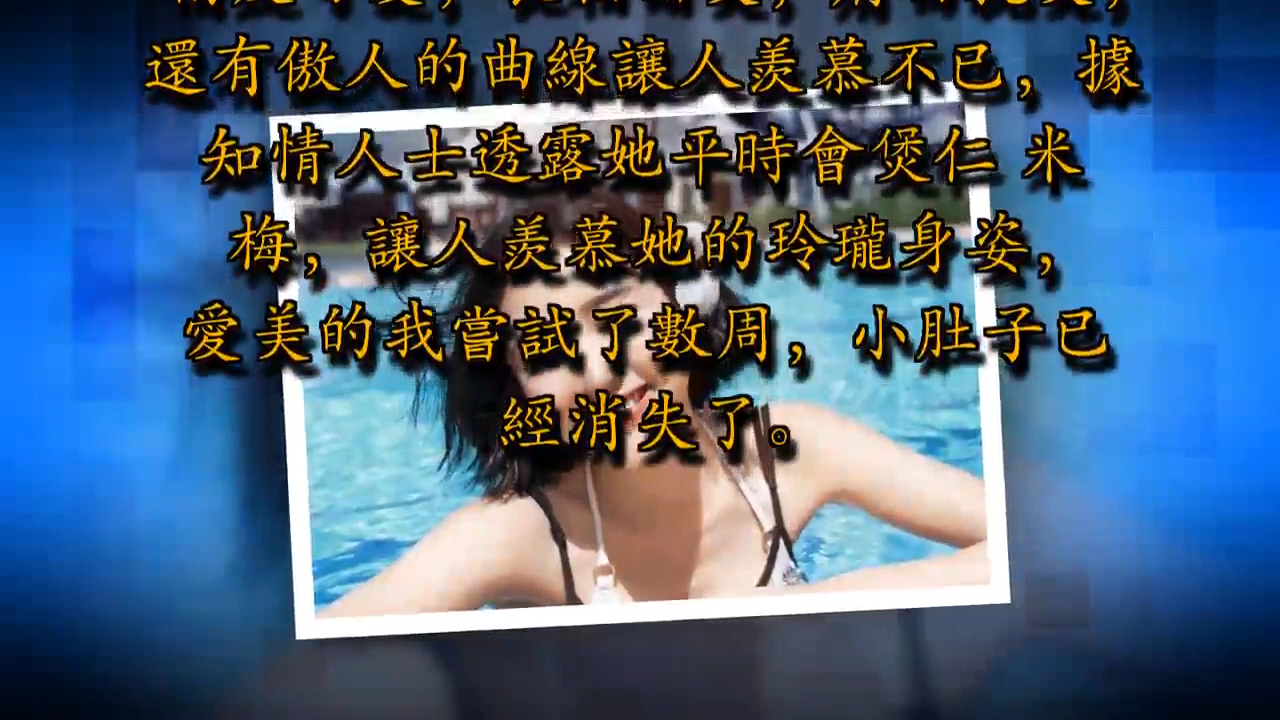 還有傲人的曲線讓人羨慕不已，據
知情人士透露她平時會煲仁 米
梅，讓人羨慕她的玲瓏身姿，
愛美的我嘗試了數周，小肚子已
經消失了。